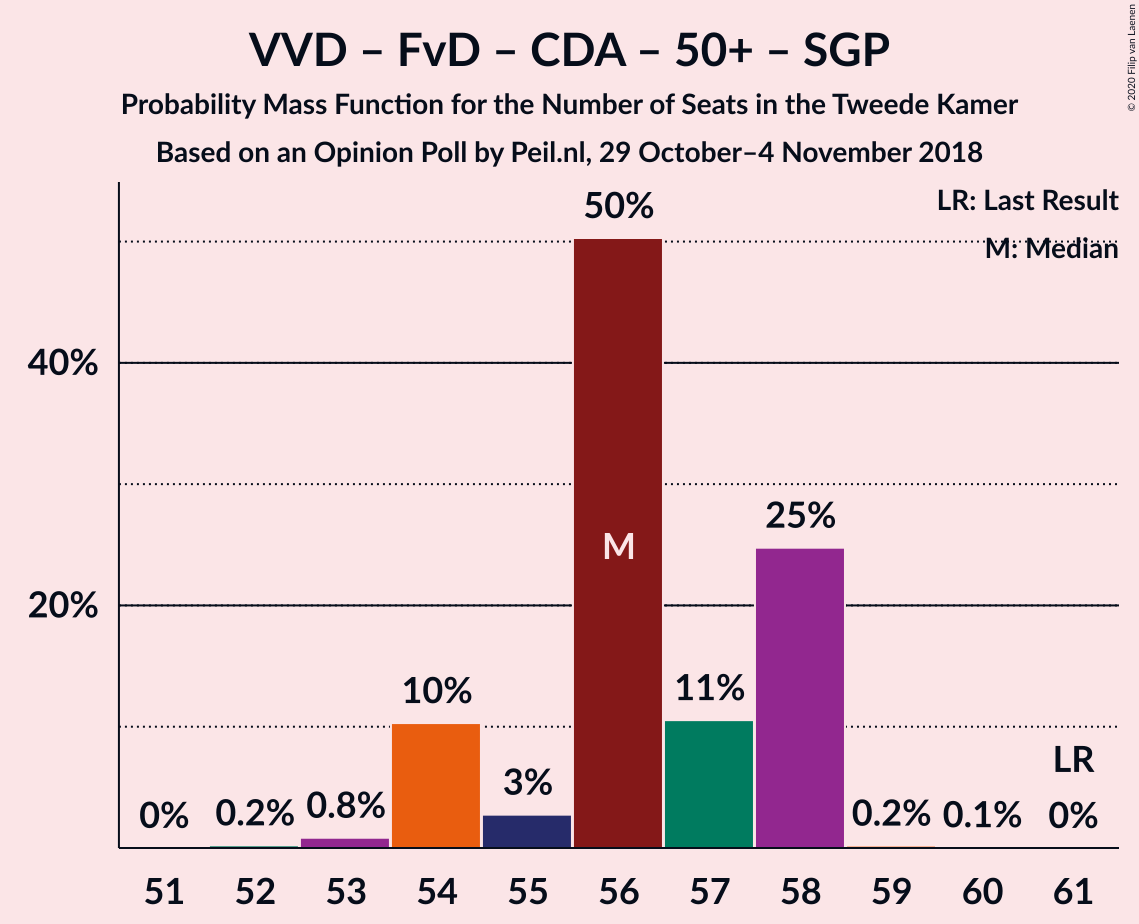 VVD – FvD – CDA – 50+ – SGP
Probability Mass Function for the Number of Seats in the Tweede Kamer
Based on an Opinion Poll by Peil.nl, 29 October–4 November 2018
© 2020 Filip van Laenen
LR: Last Result
M: Median
40%
20%
0%
0.2%
0.8%
10%
3%
50%
M
11%
25%
0.2%
0.1%
LR
0%
51 52 53 54 55 56 57 58 59 60 61